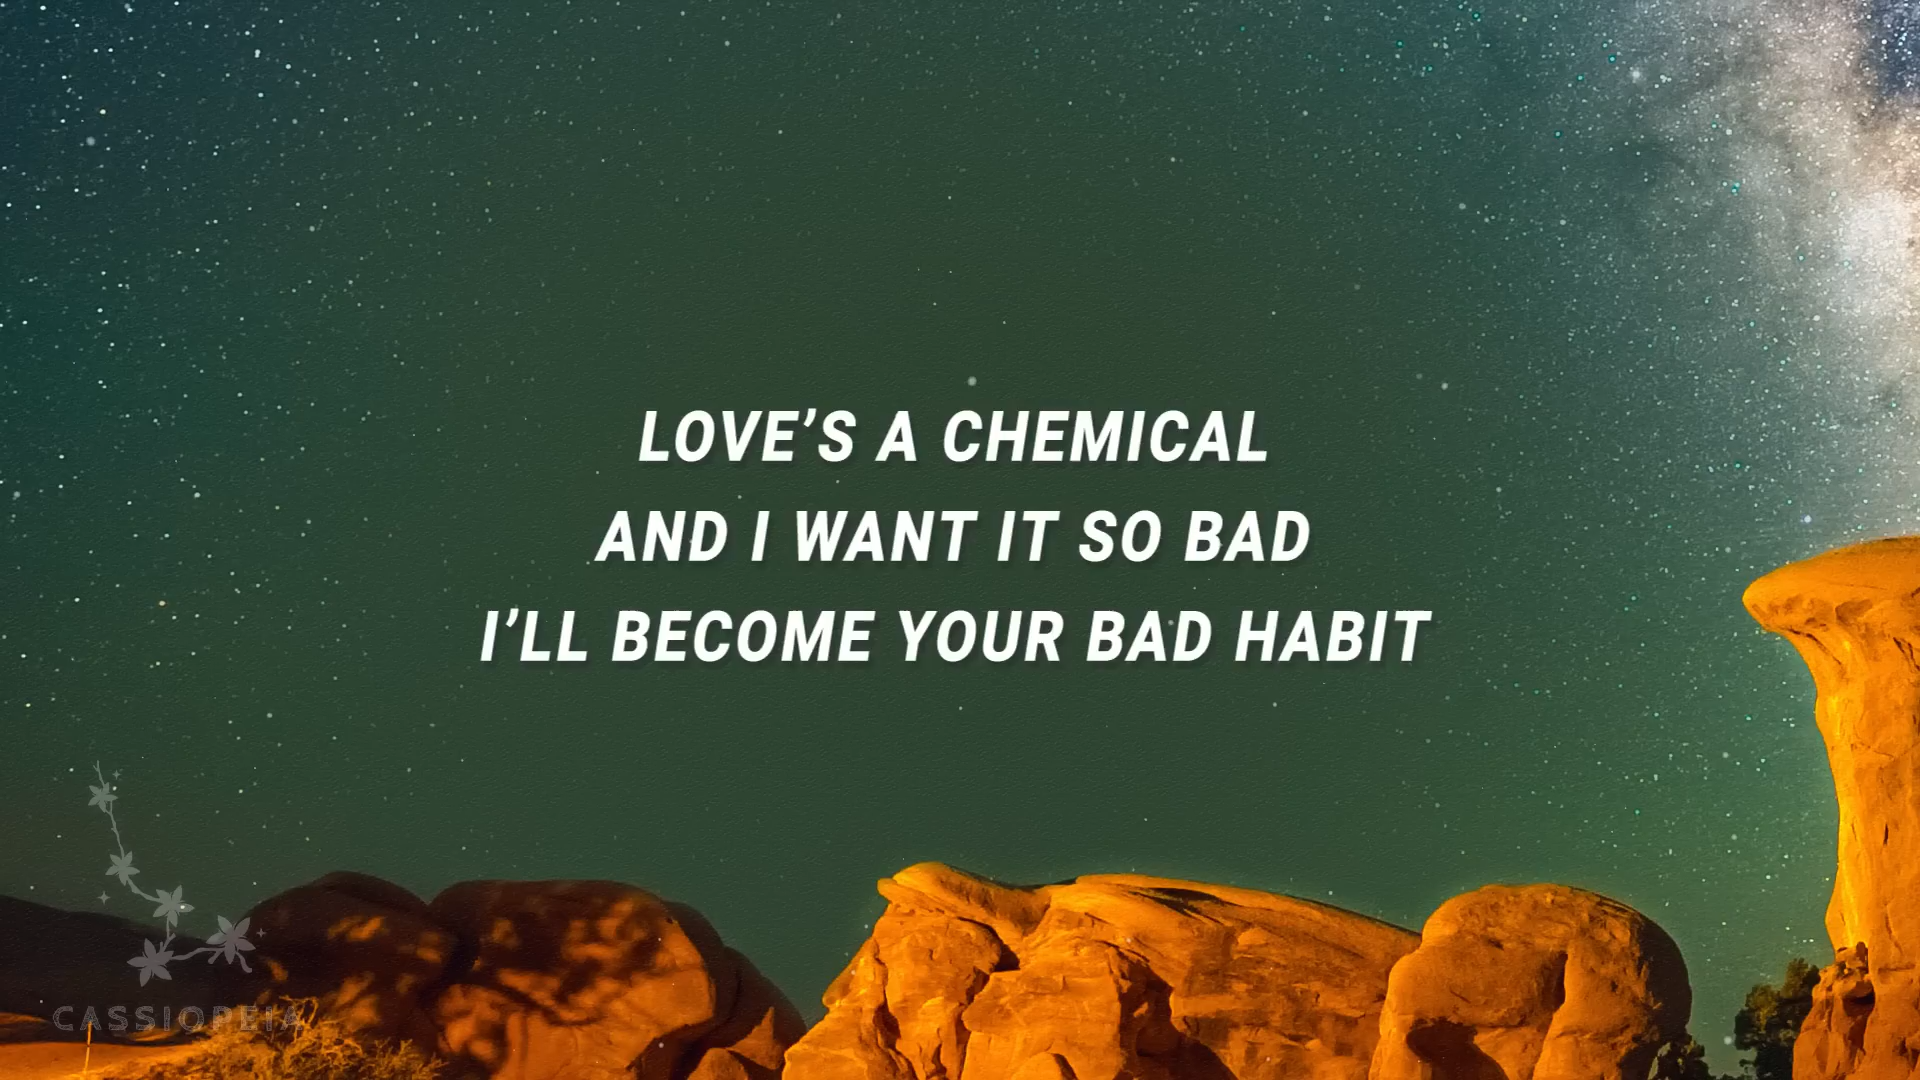 LOVE’S A CHEMICAL
AND I WANT IT SO BAD
I’LL BECOME YOUR BAD HABIT
CASSIOPEIA